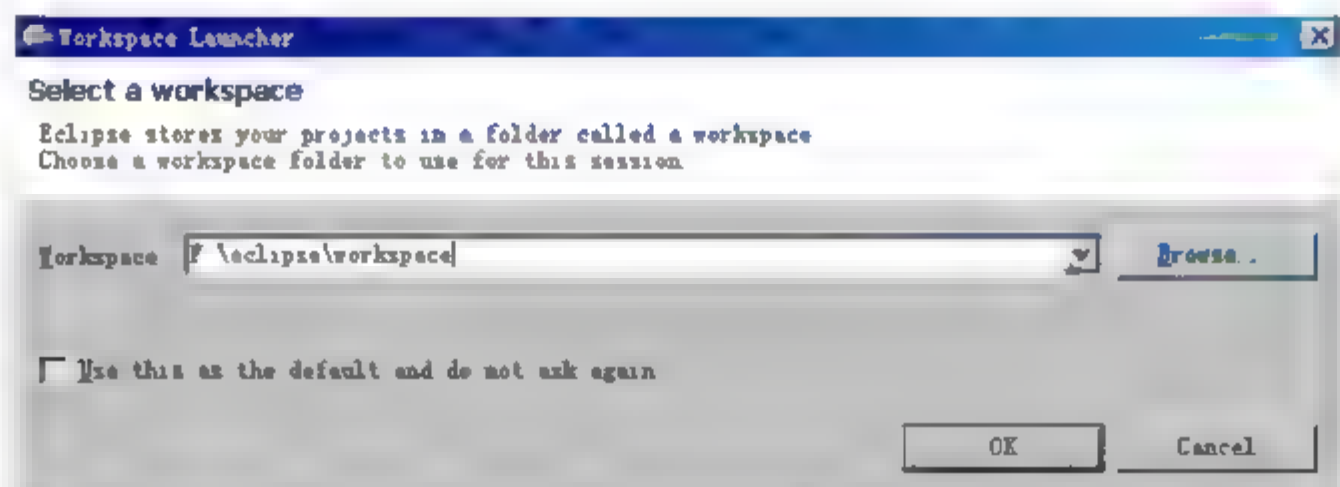 Workspace Launcher
Select a workspace
Eclipse stores your projects in a folder called a workspace
Choose a workspace folder to use for this session
Workspace F \eclipse\workspace Browse..
Use this as the default and do not ask again
OK Cancel